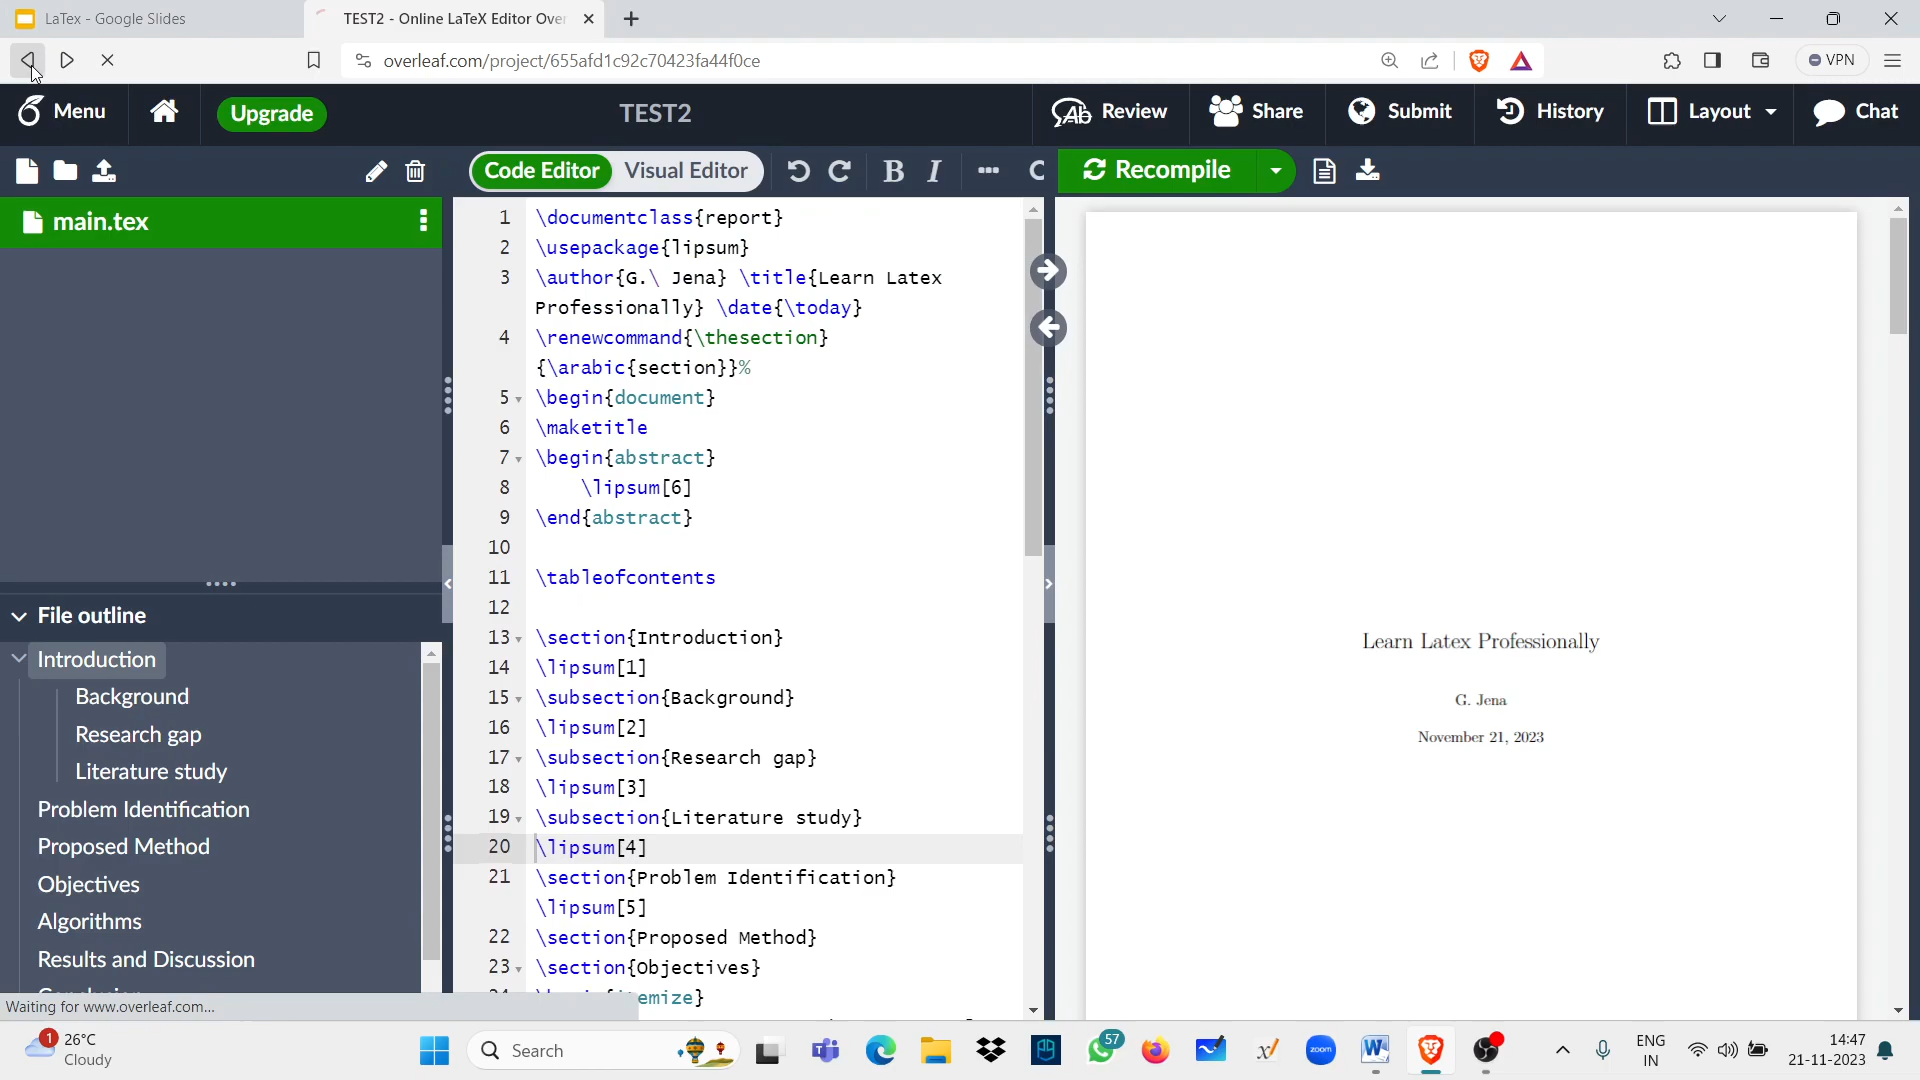 LaTex - Google Slides
TEST2 - Online LaTeX Editor Over
overleaf.com/project/655afd1c92c70423fa44f0ce
VPN
Menu
Upgrade
TEST2
Review
Share
Submit
History
Layout
Chat
Code Editor
Visual Editor
B
I
Recompile
main.tex
1 \documentclass{report}
2 \usepackage{lipsum}
3 \author{G.\ Jena} \title{Learn Latex
Professionally} \date{\today}
4 \renewcommand{\thesection}
{\arabic{section}}%
5 \begin{document}
6 \maketitle
7 \begin{abstract}
8 \lipsum[6]
9 \end{abstract}
10
11 \tableofcontents
12
13 \section{Introduction}
14 \lipsum[1]
15 \subsection{Background}
16 \lipsum[2]
17 \subsection{Research gap}
18 \lipsum[3]
19 \subsection{Literature study}
20 \lipsum[4]
21 \section{Problem Identification}
\lipsum[5]
22 \section{Proposed Method}
23 \section{Objectives}
File outline
Introduction
Background
Research gap
Literature study
Problem Identification
Proposed Method
Objectives
Algorithms
Results and Discussion
Waiting for www.overleaf.com...
Learn Latex Professionally
G. Jena
November 21, 2023
1
26°C
Cloudy
Search
57
zoom
ENG
IN
14:47
21-11-2023